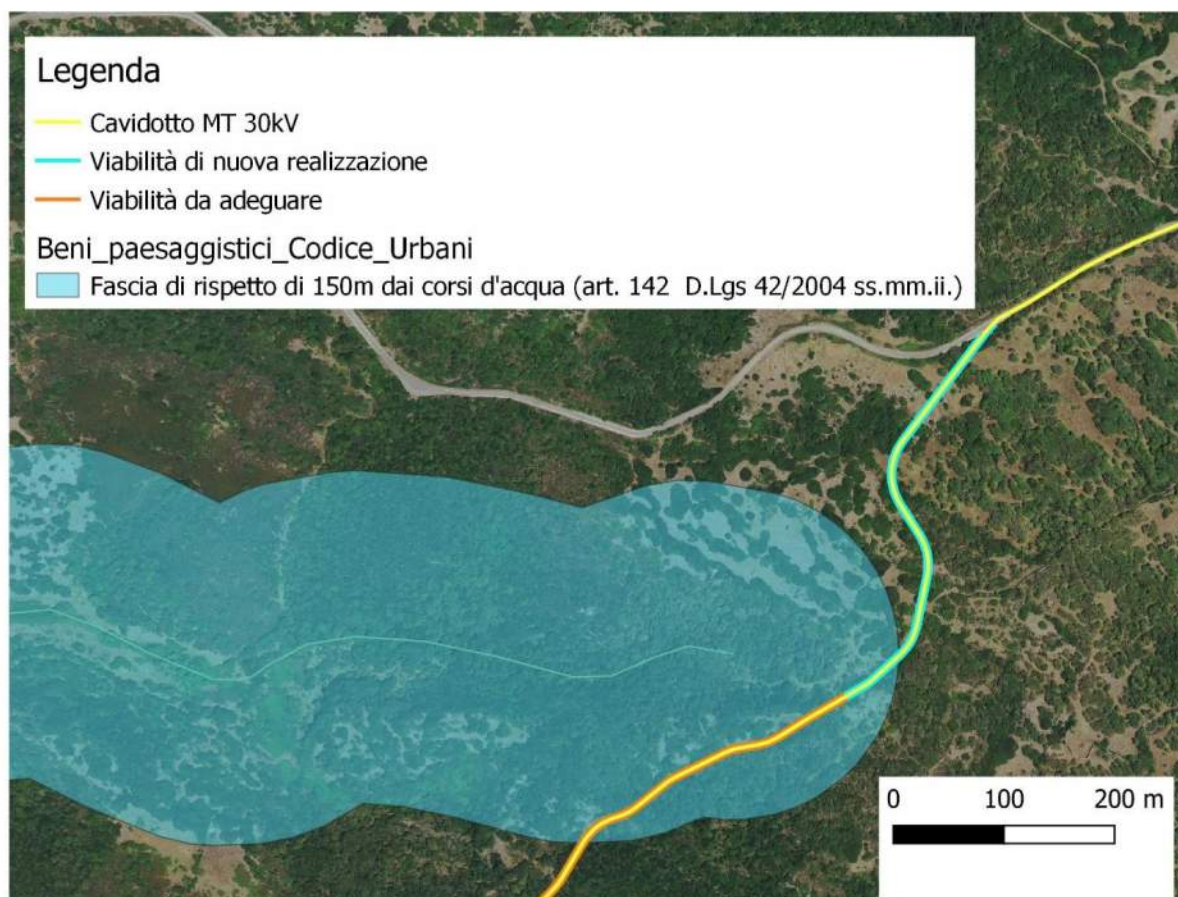 Legenda
Cavidotto MT 30kV
Viabilità di nuova realizzazione
Viabilità da adeguare
Beni_paesaggistici_Codice_Urbani
Fascia di rispetto di 150m dai corsi d'acqua (art. 142 D.Lgs 42/2004 ss.mm.ii.)
0 100 200 m